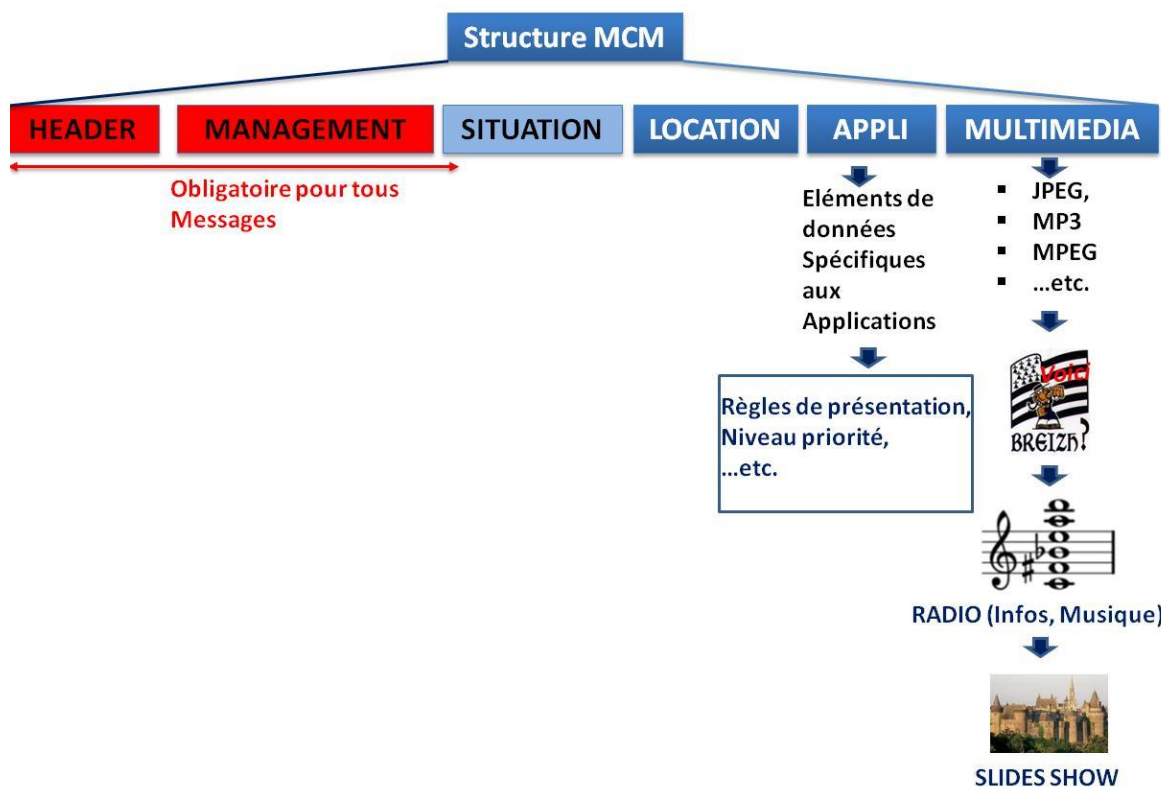 Structure MCM
HEADER
MANAGEMENT
SITUATION
LOCATION
APPLI
MULTIMEDIA
Obligatoire pour tous
Messages
Eléments de
données
Spécifiques
aux
Applications
Règles de présentation,
Niveau priorité,
...etc.
▪ JPEG,
▪ MP3
▪ MPEG
▪ ...etc.
Voici
BREIZH?
RADIO (Infos, Musique)
SLIDES SHOW